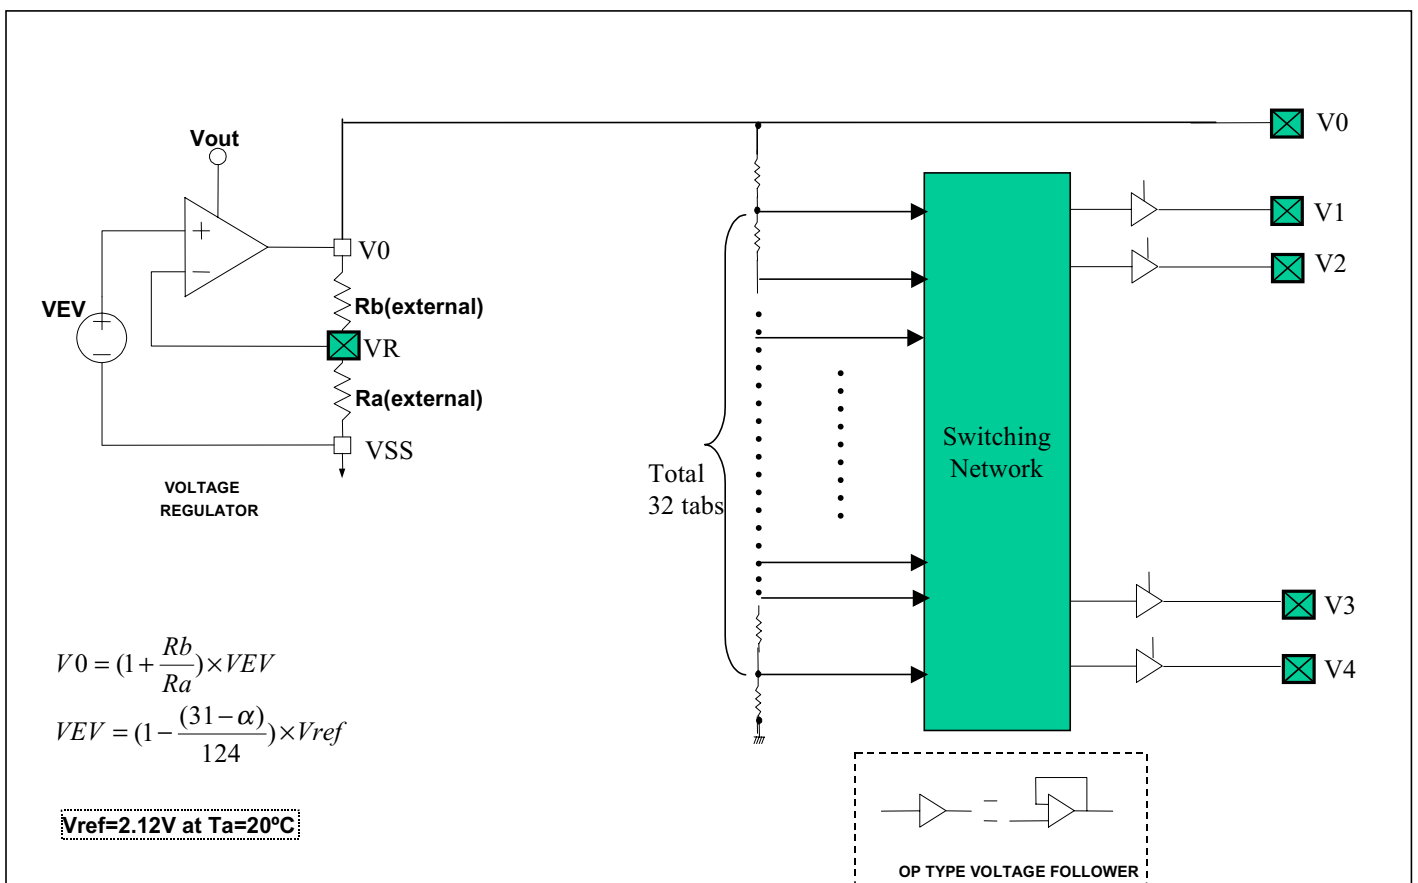 Vout
V0
V0
V1
V2
VEV
Rb(external)
VR
Ra(external)
VSS
VOLTAGE
REGULATOR
Total
32 tabs
Switching
Network
V3
V4
V0 = (1 + Rb/Ra) × VEV
VEV = (1 − (31 − α)/124) × Vref
Vref=2.12V at Ta=20ºC
OP TYPE VOLTAGE FOLLOWER